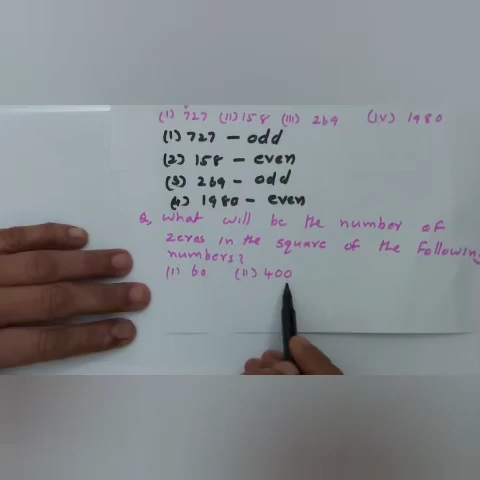 (i) 727 (ii) 158 (iii) 269 (iv) 1980
(1) 727 - odd
(2) 158 - even
(3) 269 - odd
(4) 1980 - even
Q, What will be the number of
zeros in the square of the following
numbers?
(i) 60 (ii) 400